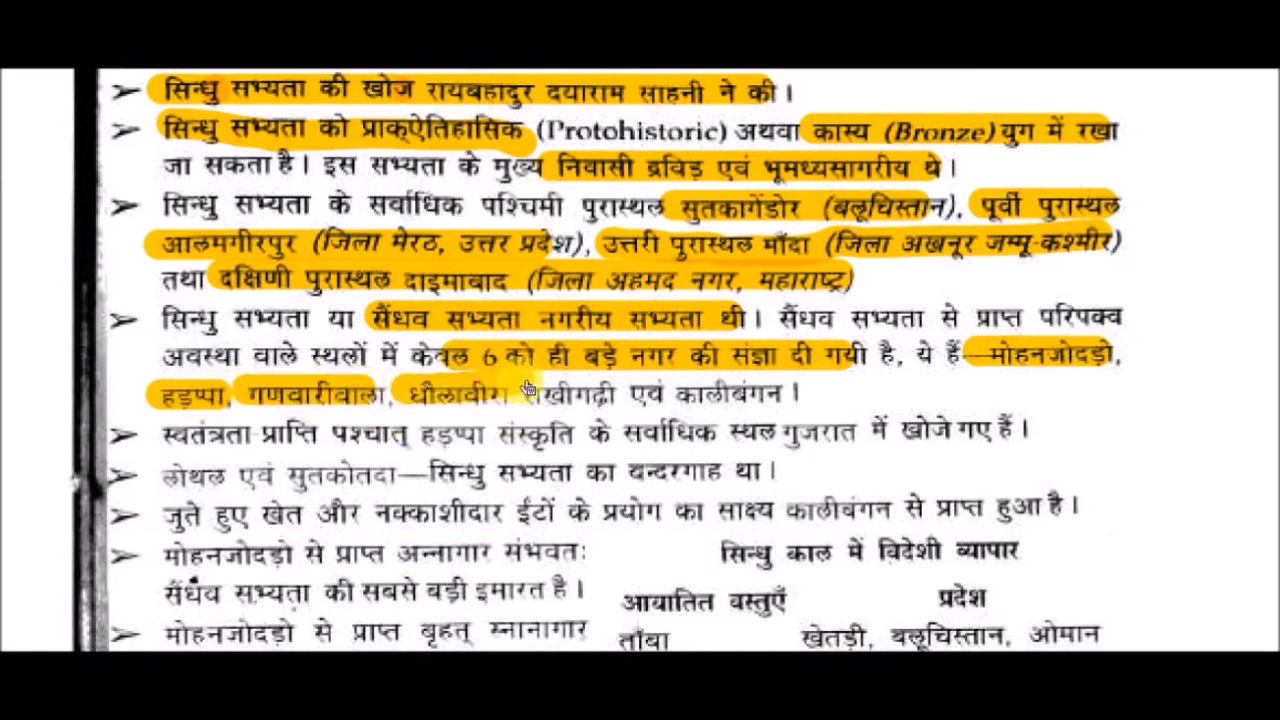 ➢ सिन्धु सभ्यता की खोज रायबहादुर दयाराम साहनी ने की।
➢ सिन्धु सभ्यता को प्राक्ऐतिहासिक (Protohistoric) अथवा कास्य (Bronze) युग में रखा
जा सकता है। इस सभ्यता के मुख्य निवासी द्रविड़ एवं भूमध्यसागरीय थे।
➢ सिन्धु सभ्यता के सर्वाधिक पश्चिमी पुरास्थल सुतकागेंडोर (बलूचिस्तान), पूर्वी पुरास्थल
आलमगीरपुर (जिला मेरठ, उत्तर प्रदेश), उत्तरी पुरास्थल माँदा (जिला अखनूर जम्मू-कश्मीर)
तथा दक्षिणी पुरास्थल दाइमाबाद (जिला अहमद नगर, महाराष्ट्र)
➢ सिन्धु सभ्यता या सैंधव सभ्यता नगरीय सभ्यता थी। सैंधव सभ्यता से प्राप्त परिपक्व
अवस्था वाले स्थलों में केवल 6 को ही बड़े नगर की संज्ञा दी गयी है, ये हैं—मोहनजोदड़ो,
हड़प्पा, गणवारीवाला, धौलावीरा एवं कालीबंगन।
➢ स्वतंत्रता-प्राप्ति पश्चात् हड़प्पा संस्कृति के सर्वाधिक स्थल गुजरात में खोजे गए हैं।
➢ लोथल एवं सुतकोतदा—सिन्धु सभ्यता का बन्दरगाह था।
➢ जुते हुए खेत और नक्काशीदार ईंटों के प्रयोग का साक्ष्य कालीबंगन से प्राप्त हुआ है।
➢ मोहनजोदड़ो से प्राप्त अन्नागार संभवतः
सैंधव सभ्यता की सबसे बड़ी इमारत है।
➢ मोहनजोदड़ो से प्राप्त बृहत् स्नानागार
सिन्धु काल में विदेशी व्यापार
आयातित वस्तुएँ प्रदेश
ताँबा खेतड़ी, बलूचिस्तान, ओमान